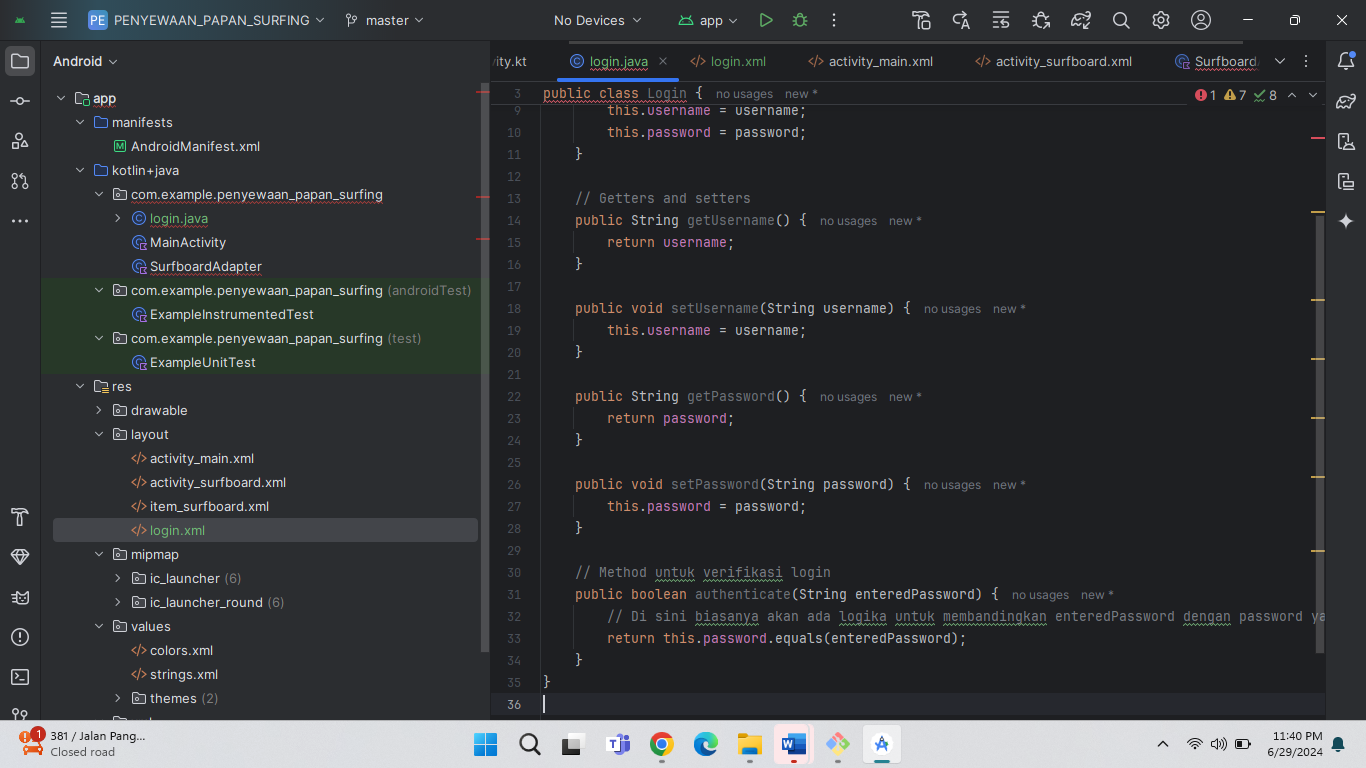 PE PENYEWAAN_PAPAN_SURFING master No Devices app
Android
app
manifests
AndroidManifest.xml
kotlin+java
com.example.penyewaan_papan_surfing
login.java
MainActivity
SurfboardAdapter
com.example.penyewaan_papan_surfing (androidTest)
ExampleInstrumentedTest
com.example.penyewaan_papan_surfing (test)
ExampleUnitTest
res
drawable
layout
activity_main.xml
activity_surfboard.xml
item_surfboard.xml
login.xml
mipmap
ic_launcher (6)
ic_launcher_round (6)
values
colors.xml
strings.xml
themes (2)
ity.kt login.java login.xml activity_main.xml activity_surfboard.xml Surfboard
3 public class Login { no usages new * 1 7 8
9 this.username = username;
10 this.password = password;
11 }
12
13 // Getters and setters
14 public String getUsername() { no usages new *
15 return username;
16 }
17
18 public void setUsername(String username) { no usages new *
19 this.username = username;
20 }
21
22 public String getPassword() { no usages new *
23 return password;
24 }
25
26 public void setPassword(String password) { no usages new *
27 this.password = password;
28 }
29
30 // Method untuk verifikasi login
31 public boolean authenticate(String enteredPassword) { no usages new *
32 // Di sini biasanya akan ada logika untuk membandingkan enteredPassword dengan password ya
33 return this.password.equals(enteredPassword);
34 }
35 }
36
1 381 / Jalan Pang...
Closed road
11:40 PM
6/29/2024